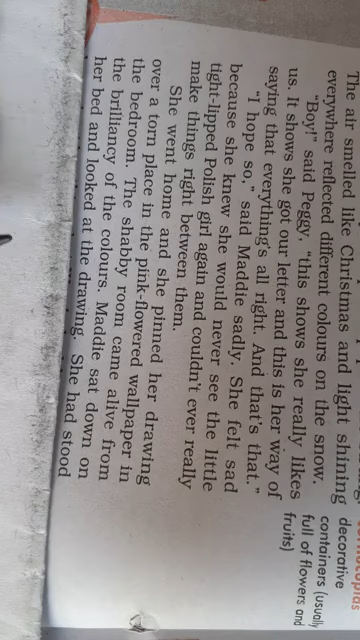 The air smelled like Christmas and light shining
everywhere reflected different colours on the snow.
"Boy!" said Peggy, "this shows she really likes
us. It shows she got our letter and this is her way of
saying that everything's all right. And that's that."
"I hope so," said Maddie sadly. She felt sad
because she knew she would never see the little
tight-lipped Polish girl again and couldn't ever really
make things right between them.
She went home and she pinned her drawing
over a torn place in the pink-flowered wallpaper in
the bedroom. The shabby room came alive from
the brilliancy of the colours. Maddie sat down on
her bed and looked at the drawing. She had stood
decorative
containers (usually
full of flowers and
fruits)